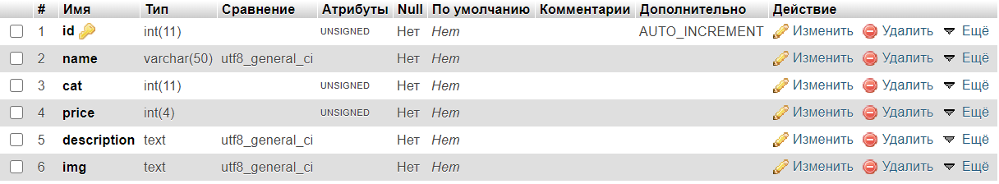 # Имя Тип Сравнение Атрибуты Null По умолчанию Комментарии Дополнительно Действие
1 id int(11) UNSIGNED Нет Нет AUTO_INCREMENT Изменить Удалить Ещё
2 name varchar(50) utf8_general_ci Нет Нет Изменить Удалить Ещё
3 cat int(11) UNSIGNED Нет Нет Изменить Удалить Ещё
4 price int(4) UNSIGNED Нет Нет Изменить Удалить Ещё
5 description text utf8_general_ci Нет Нет Изменить Удалить Ещё
6 img text utf8_general_ci Нет Нет Изменить Удалить Ещё